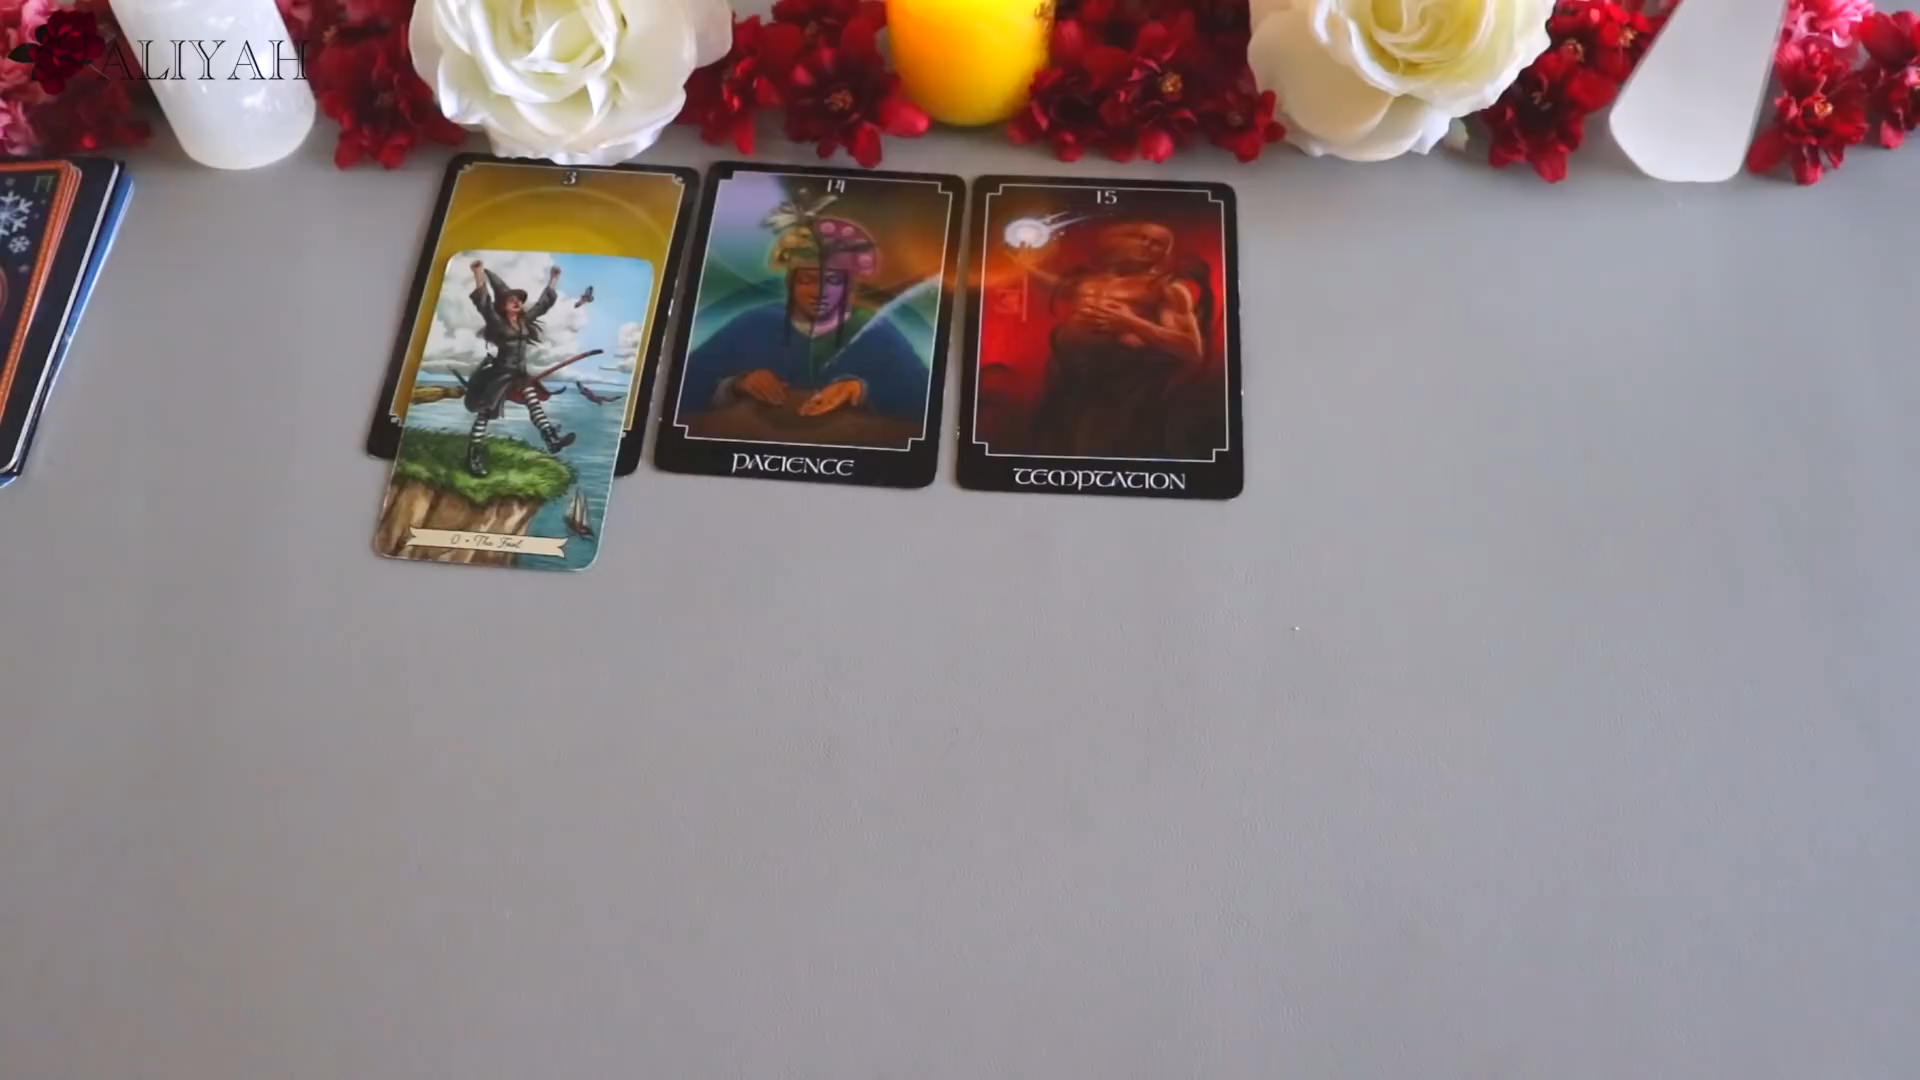 ALIYAH
3
14
15
PATIENCE
TEMPTATION
0 • The Fool